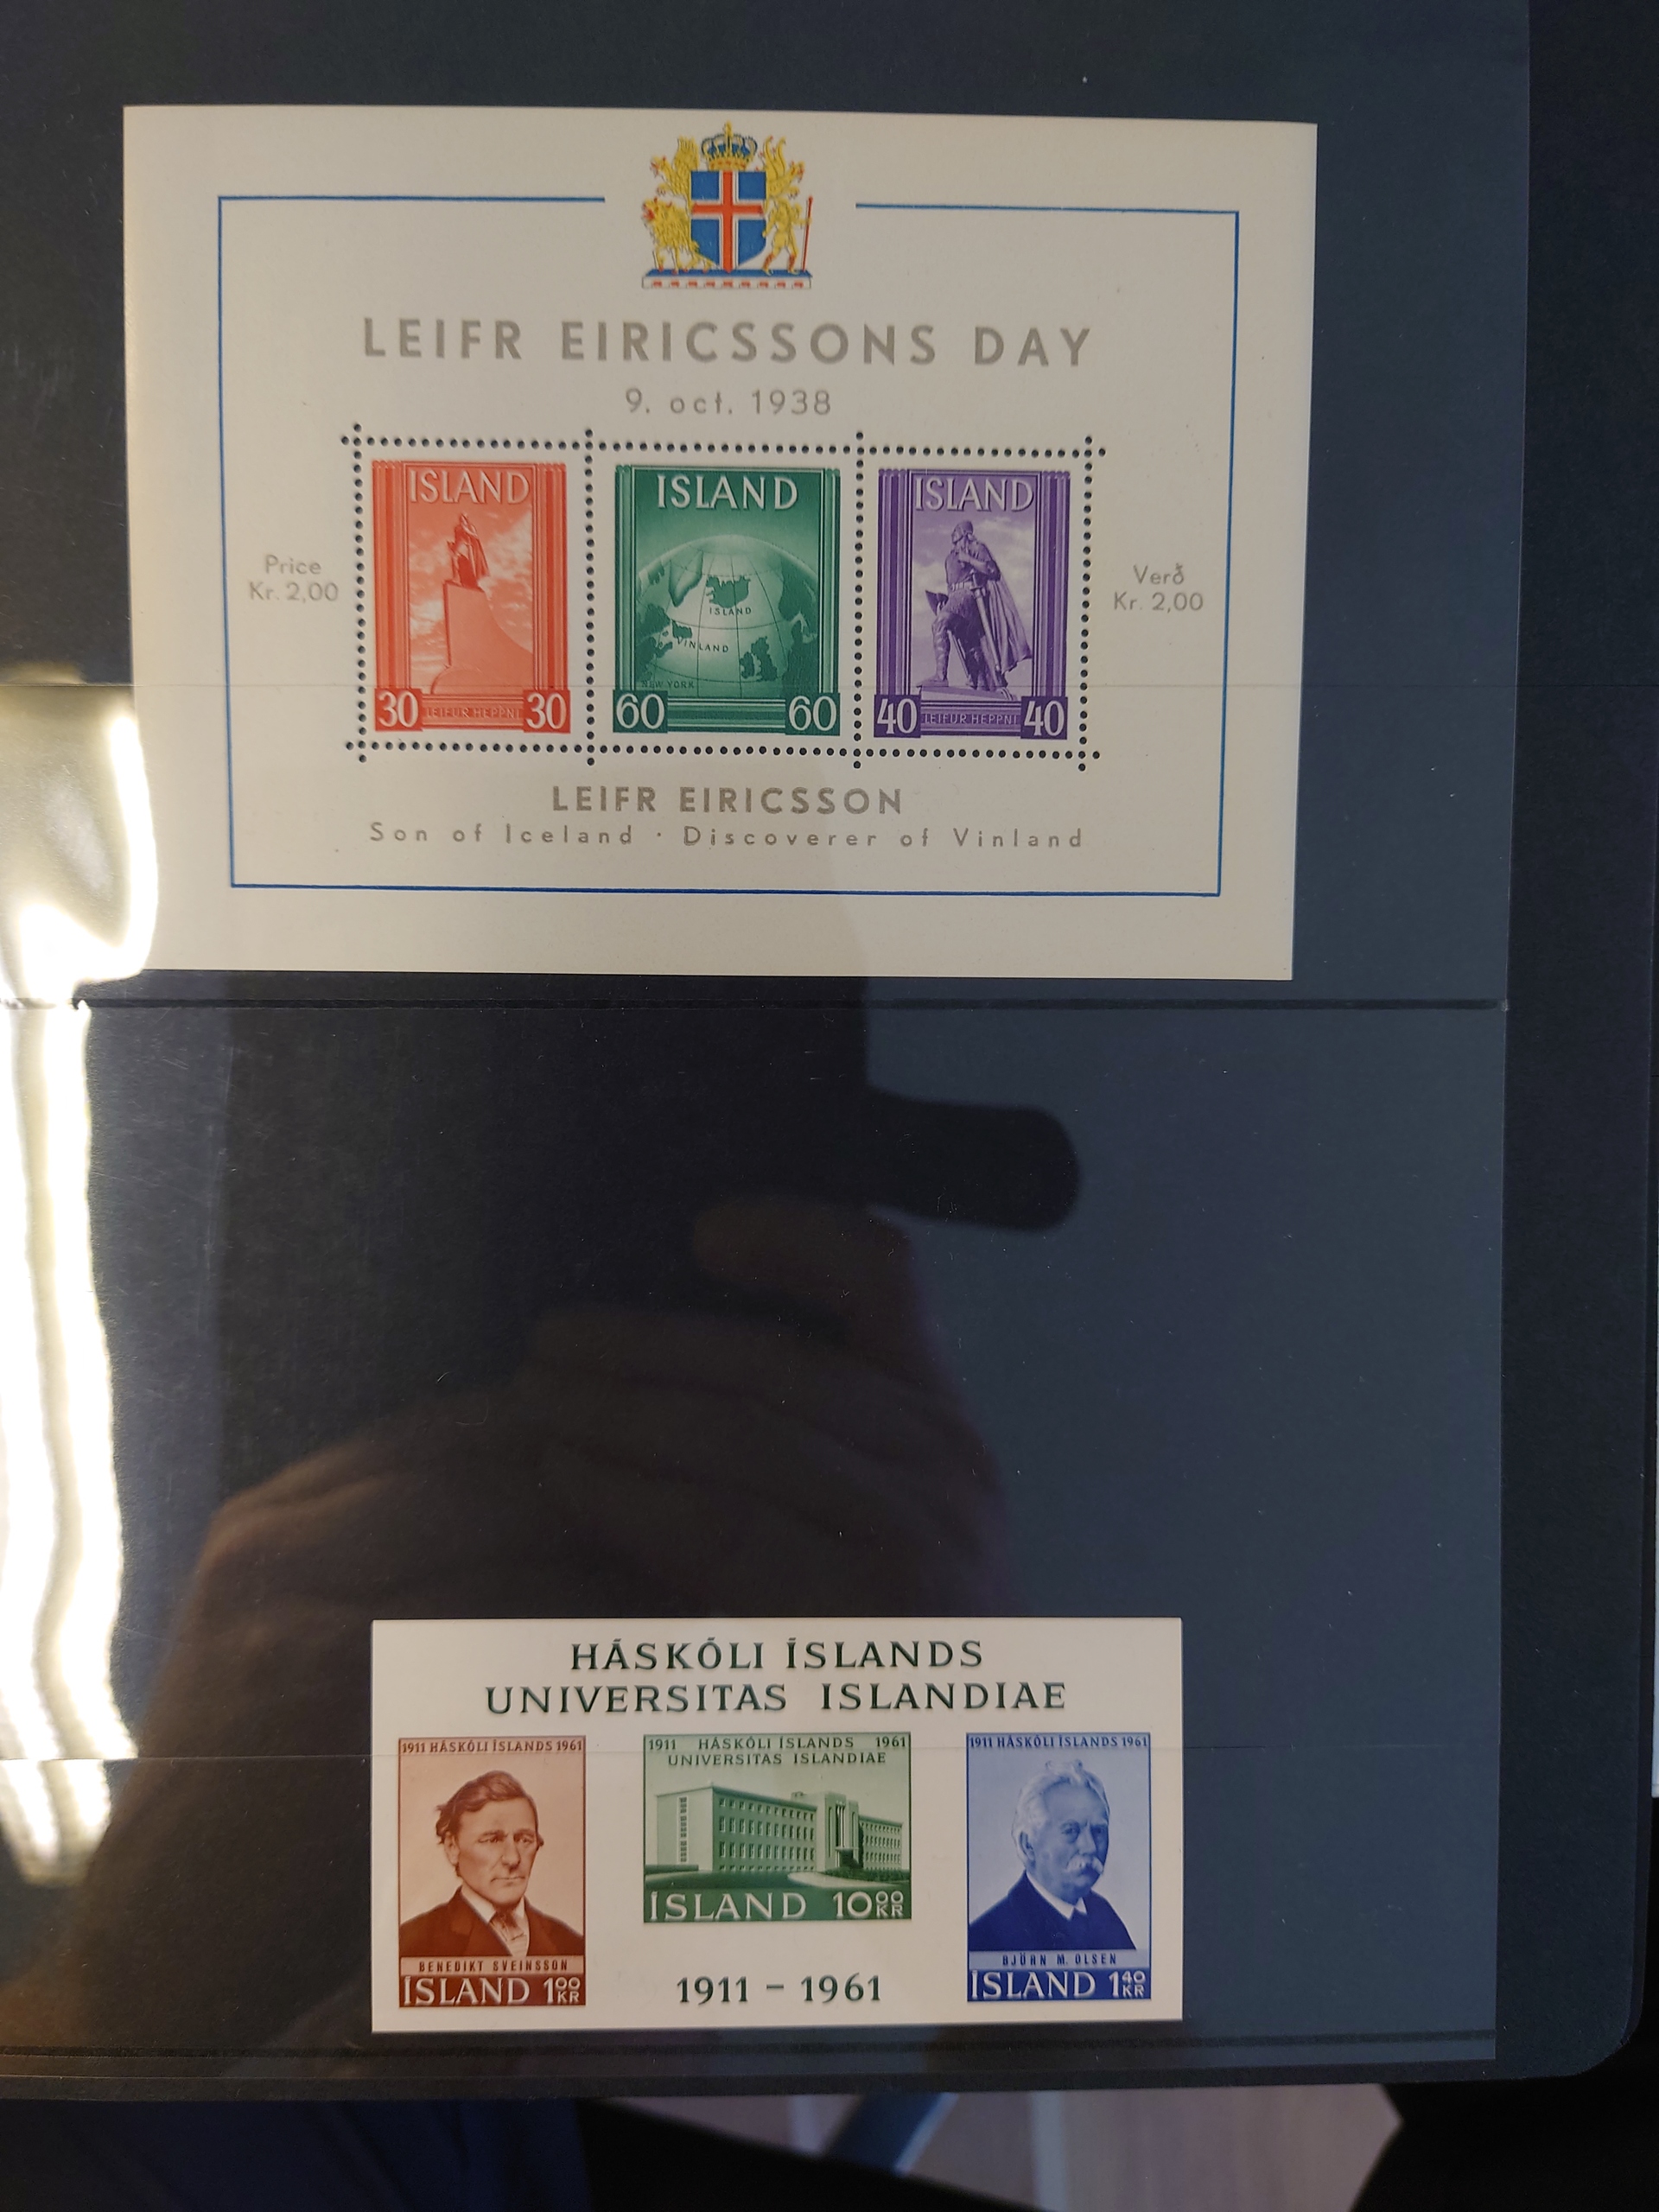 LEIFR EIRICSSONS DAY
9. oct. 1938
Price
Kr. 2,00
ISLAND
30 LEIFUR HEPPNI 30
ISLAND
ISLAND
VINLAND
NEW YORK
60 60
ISLAND
40 LEIFUR HEPPNI 40
Verð
Kr. 2,00
LEIFR EIRICSSON
Son of Iceland · Discoverer of Vinland
HÁSKÓLI ÍSLANDS
UNIVERSITAS ISLANDIAE
1911 HÁSKÓLI ÍSLANDS 1961
BENEDIKT SVEINSSON
ÍSLAND 1 00 KR
1911 HÁSKÓLI ÍSLANDS 1961
UNIVERSITAS ISLANDIAE
ÍSLAND 10 00 KR
1911 HÁSKÓLI ÍSLANDS 1961
BJÖRN M. OLSEN
ÍSLAND 1 40 KR
1911 – 1961